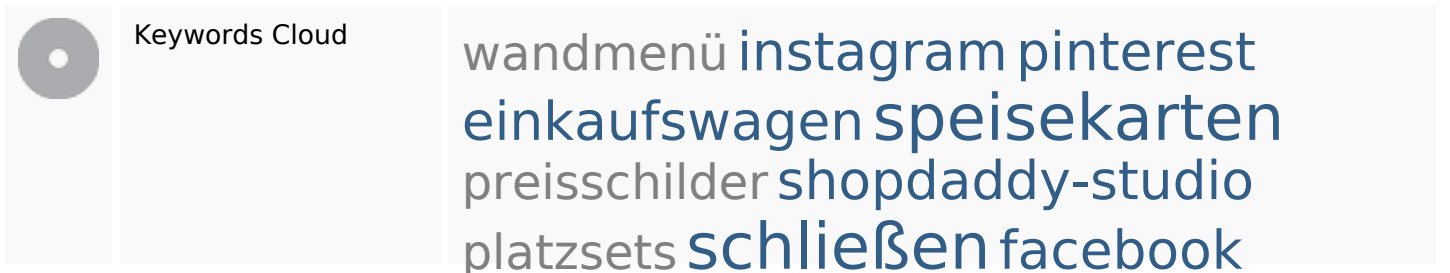 Keywords Cloud
wandmenü instagram pinterest
einkaufswagen speisekarten
preisschilder shopdaddy-studio
platzsets schließen facebook